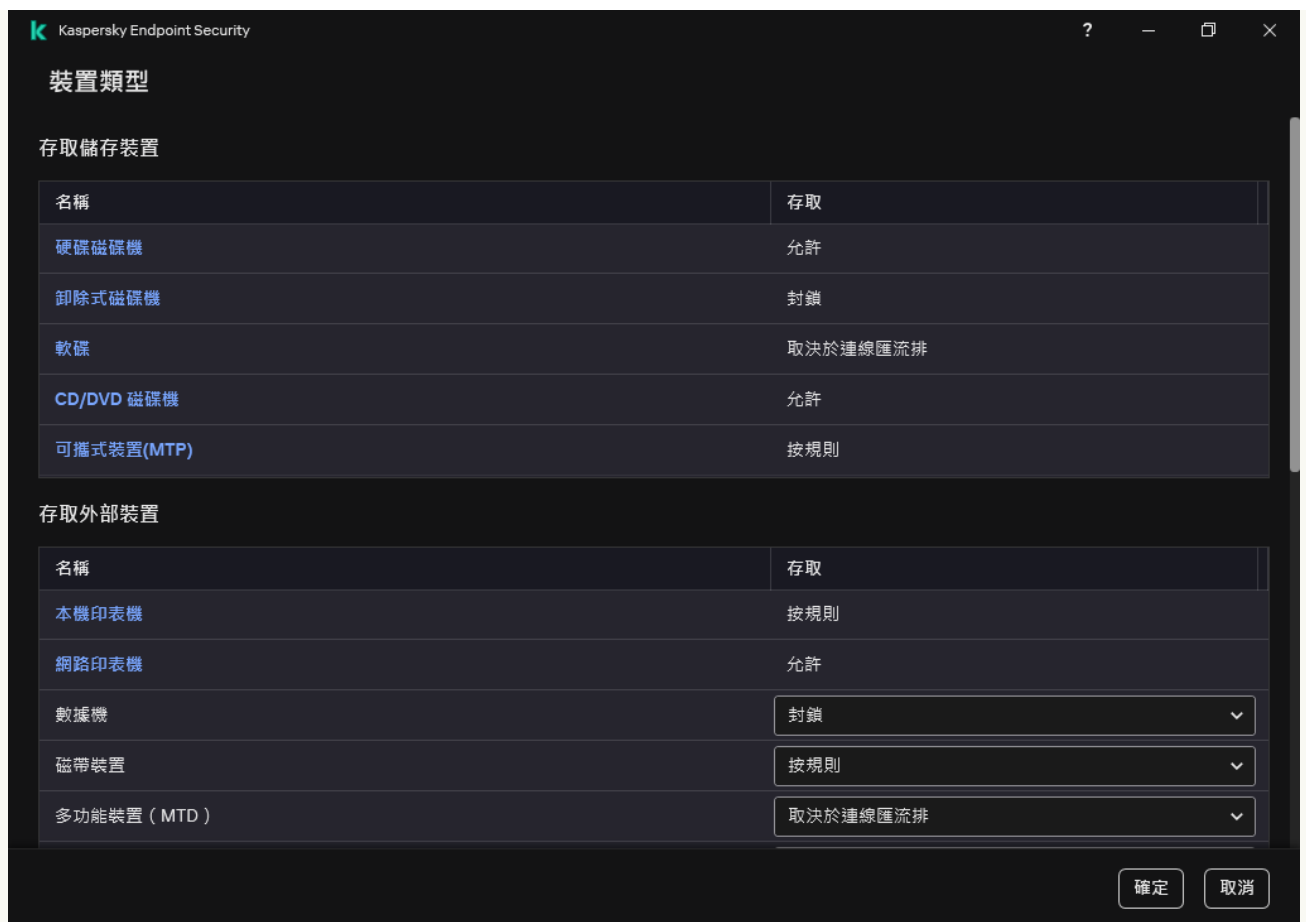 Kaspersky Endpoint Security
裝置類型
存取儲存裝置
名稱 存取
硬碟磁碟機 允許
卸除式磁碟機 封鎖
軟碟 取決於連線匯流排
CD/DVD 磁碟機 允許
可攜式裝置(MTP) 按規則
存取外部裝置
名稱 存取
本機印表機 按規則
網路印表機 允許
數據機 封鎖
磁帶裝置 按規則
多功能裝置（MTD） 取決於連線匯流排
確定 取消